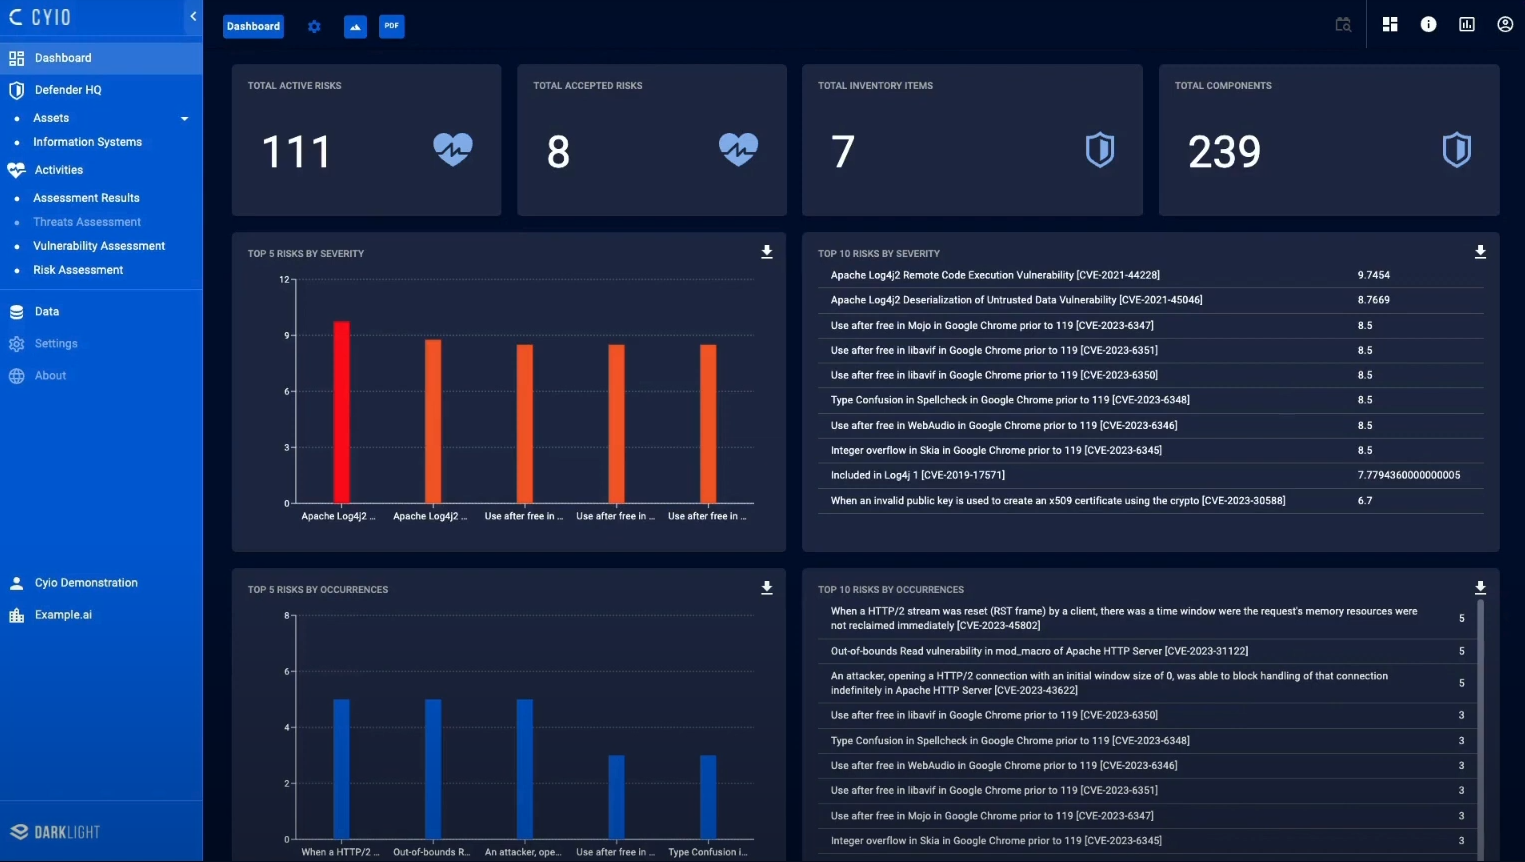 CYIO
Dashboard
PDF
Dashboard
Defender HQ
Assets
Information Systems
Activities
Assessment Results
Threats Assessment
Vulnerability Assessment
Risk Assessment
Data
Settings
About
Cyio Demonstration
Example.ai
DARKLIGHT
TOTAL ACTIVE RISKS
111
TOTAL ACCEPTED RISKS
8
TOTAL INVENTORY ITEMS
7
TOTAL COMPONENTS
239
TOP 5 RISKS BY SEVERITY
12
9
6
3
0
Apache Log4j2 ... Apache Log4j2 ... Use after free in ... Use after free in ... Use after free in ...
TOP 10 RISKS BY SEVERITY
Apache Log4j2 Remote Code Execution Vulnerability [CVE-2021-44228] 9.7454
Apache Log4j2 Deserialization of Untrusted Data Vulnerability [CVE-2021-45046] 8.7669
Use after free in Mojo in Google Chrome prior to 119 [CVE-2023-6347] 8.5
Use after free in libavif in Google Chrome prior to 119 [CVE-2023-6351] 8.5
Use after free in libavif in Google Chrome prior to 119 [CVE-2023-6350] 8.5
Type Confusion in Spellcheck in Google Chrome prior to 119 [CVE-2023-6348] 8.5
Use after free in WebAudio in Google Chrome prior to 119 [CVE-2023-6346] 8.5
Integer overflow in Skia in Google Chrome prior to 119 [CVE-2023-6345] 8.5
Included in Log4j 1 [CVE-2019-17571] 7.7794360000000005
When an invalid public key is used to create an x509 certificate using the crypto [CVE-2023-30588] 6.7
TOP 5 RISKS BY OCCURRENCES
8
6
4
2
0
When a HTTP/2 ... Out-of-bounds R... An attacker, ope... Use after free in ... Type Confusion i...
TOP 10 RISKS BY OCCURRENCES
When a HTTP/2 stream was reset (RST frame) by a client, there was a time window were the request's memory resources were
not reclaimed immediately [CVE-2023-45802] 5
Out-of-bounds Read vulnerability in mod_macro of Apache HTTP Server [CVE-2023-31122] 5
An attacker, opening a HTTP/2 connection with an initial window size of 0, was able to block handling of that connection
indefinitely in Apache HTTP Server [CVE-2023-43622] 5
Use after free in libavif in Google Chrome prior to 119 [CVE-2023-6350] 3
Type Confusion in Spellcheck in Google Chrome prior to 119 [CVE-2023-6348] 3
Use after free in WebAudio in Google Chrome prior to 119 [CVE-2023-6346] 3
Use after free in libavif in Google Chrome prior to 119 [CVE-2023-6351] 3
Use after free in Mojo in Google Chrome prior to 119 [CVE-2023-6347] 3
Integer overflow in Skia in Google Chrome prior to 119 [CVE-2023-6345] 3